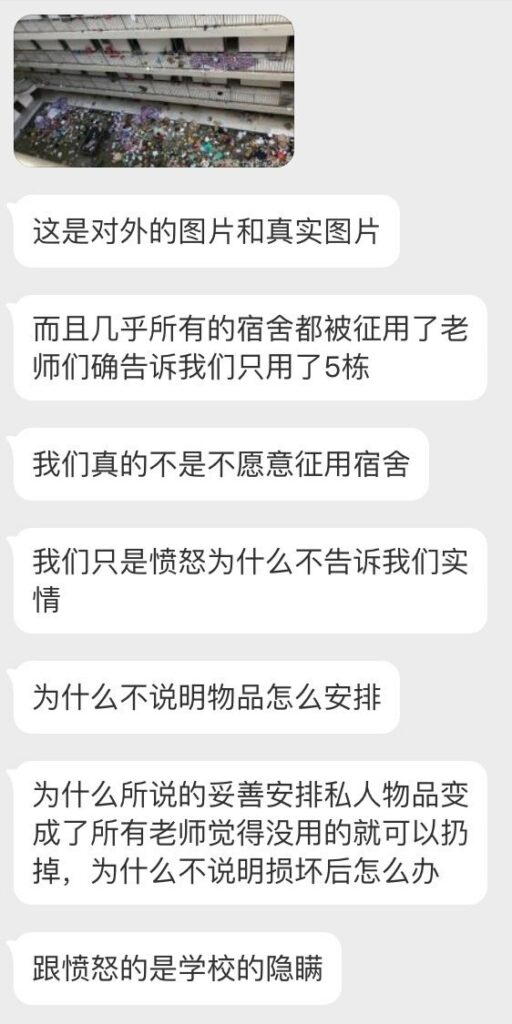 这是对外的图片和真实图片
而且几乎所有的宿舍都被征用了老
师们确告诉我们只用了5栋
我们真的不是不愿意征用宿舍
我们只是愤怒为什么不告诉我们实
情
为什么不说明物品怎么安排
为什么所说的妥善安排私人物品变
成了所有老师觉得没用的就可以扔
掉，为什么不说明损坏后怎么办
跟愤怒的是学校的隐瞒